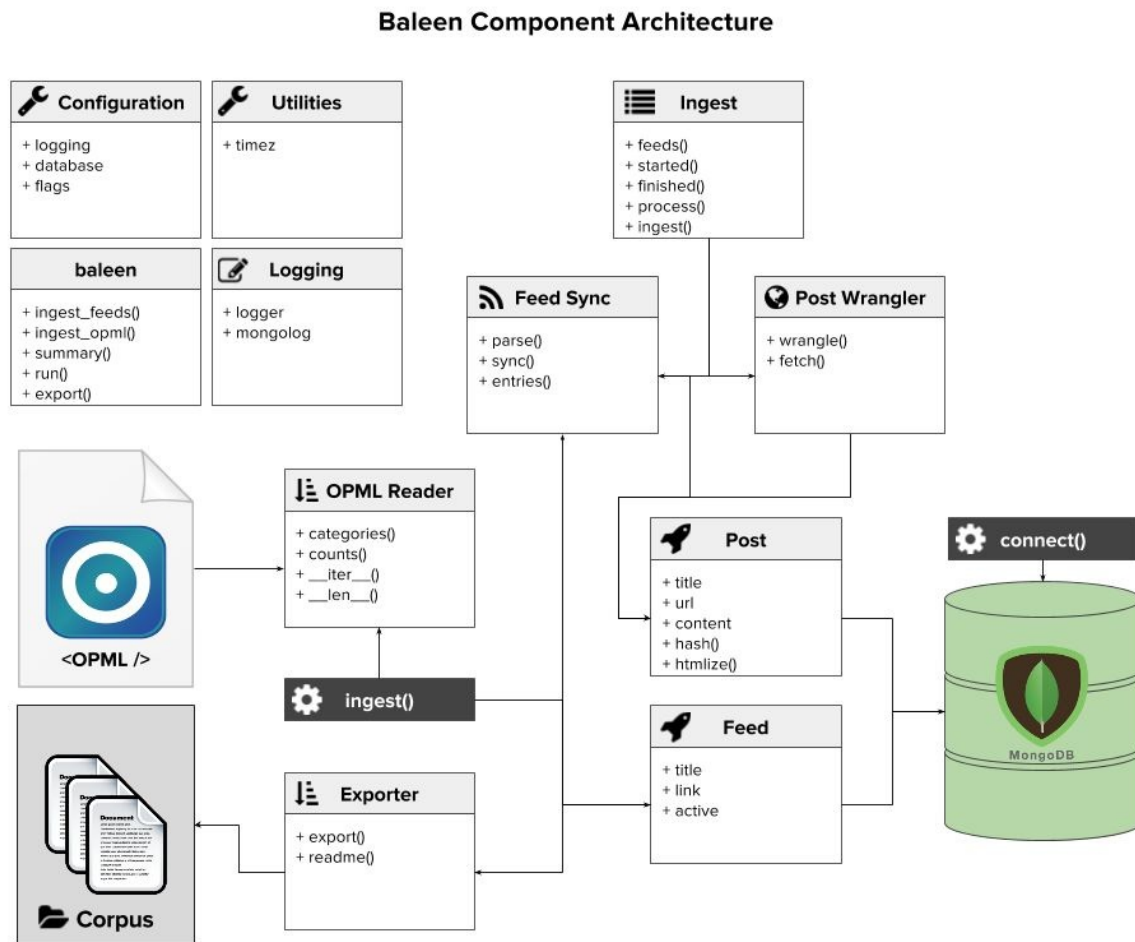 Baleen Component Architecture
Configuration
+ logging
+ database
+ flags
Utilities
+ timez
Ingest
+ feeds()
+ started()
+ finished()
+ process()
+ ingest()
baleen
+ ingest_feeds()
+ ingest_opml()
+ summary()
+ run()
+ export()
Logging
+ logger
+ mongolog
Feed Sync
+ parse()
+ sync()
+ entries()
Post Wrangler
+ wrangle()
+ fetch()
<OPML />
OPML Reader
+ categories()
+ counts()
+ __iter__()
+ __len__()
Post
+ title
+ url
+ content
+ hash()
+ htmlize()
connect()
MongoDB
ingest()
Feed
+ title
+ link
+ active
Exporter
+ export()
+ readme()
Document
Corpus